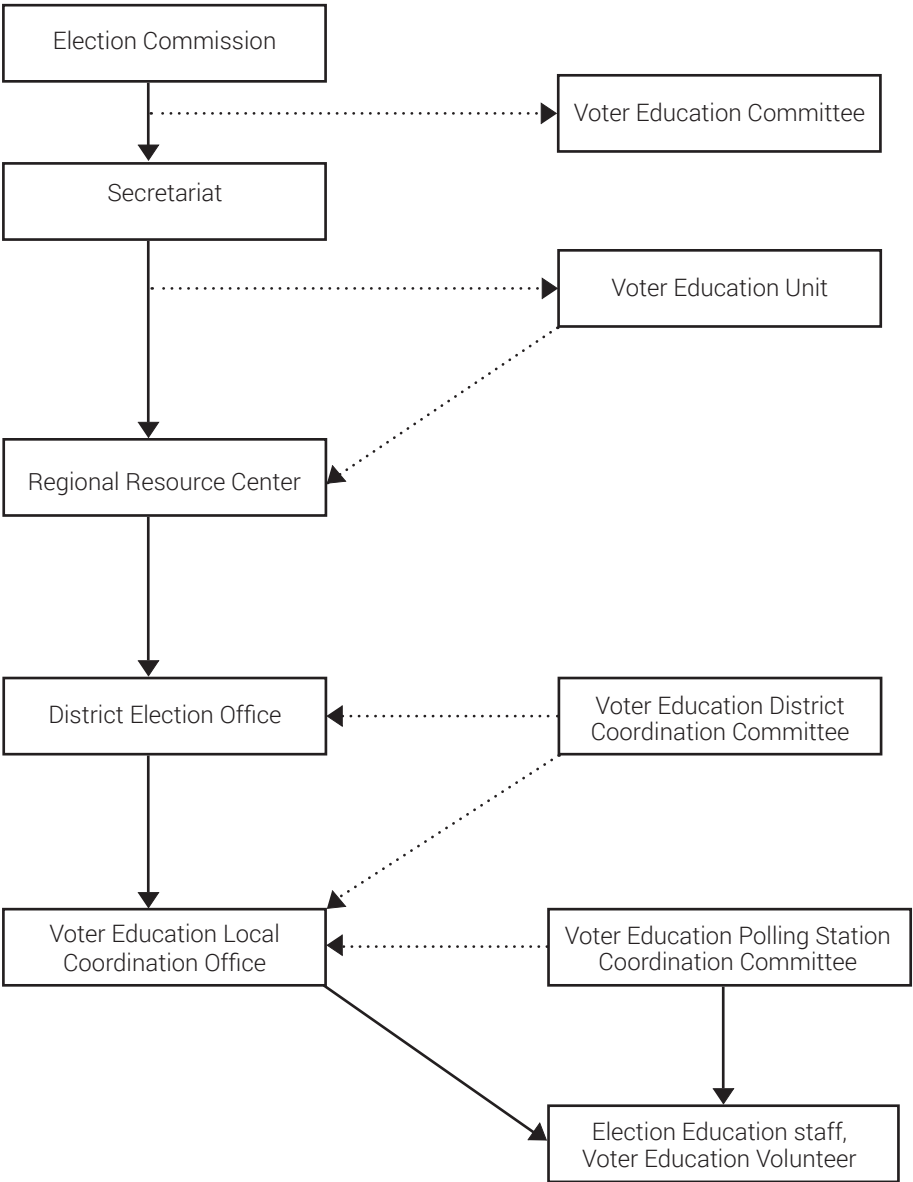 Election Commission
Voter Education Committee
Secretariat
Voter Education Unit
Regional Resource Center
District Election Office
Voter Education District
Coordination Committee
Voter Education Local
Coordination Office
Voter Education Polling Station
Coordination Committee
Election Education staff,
Voter Education Volunteer